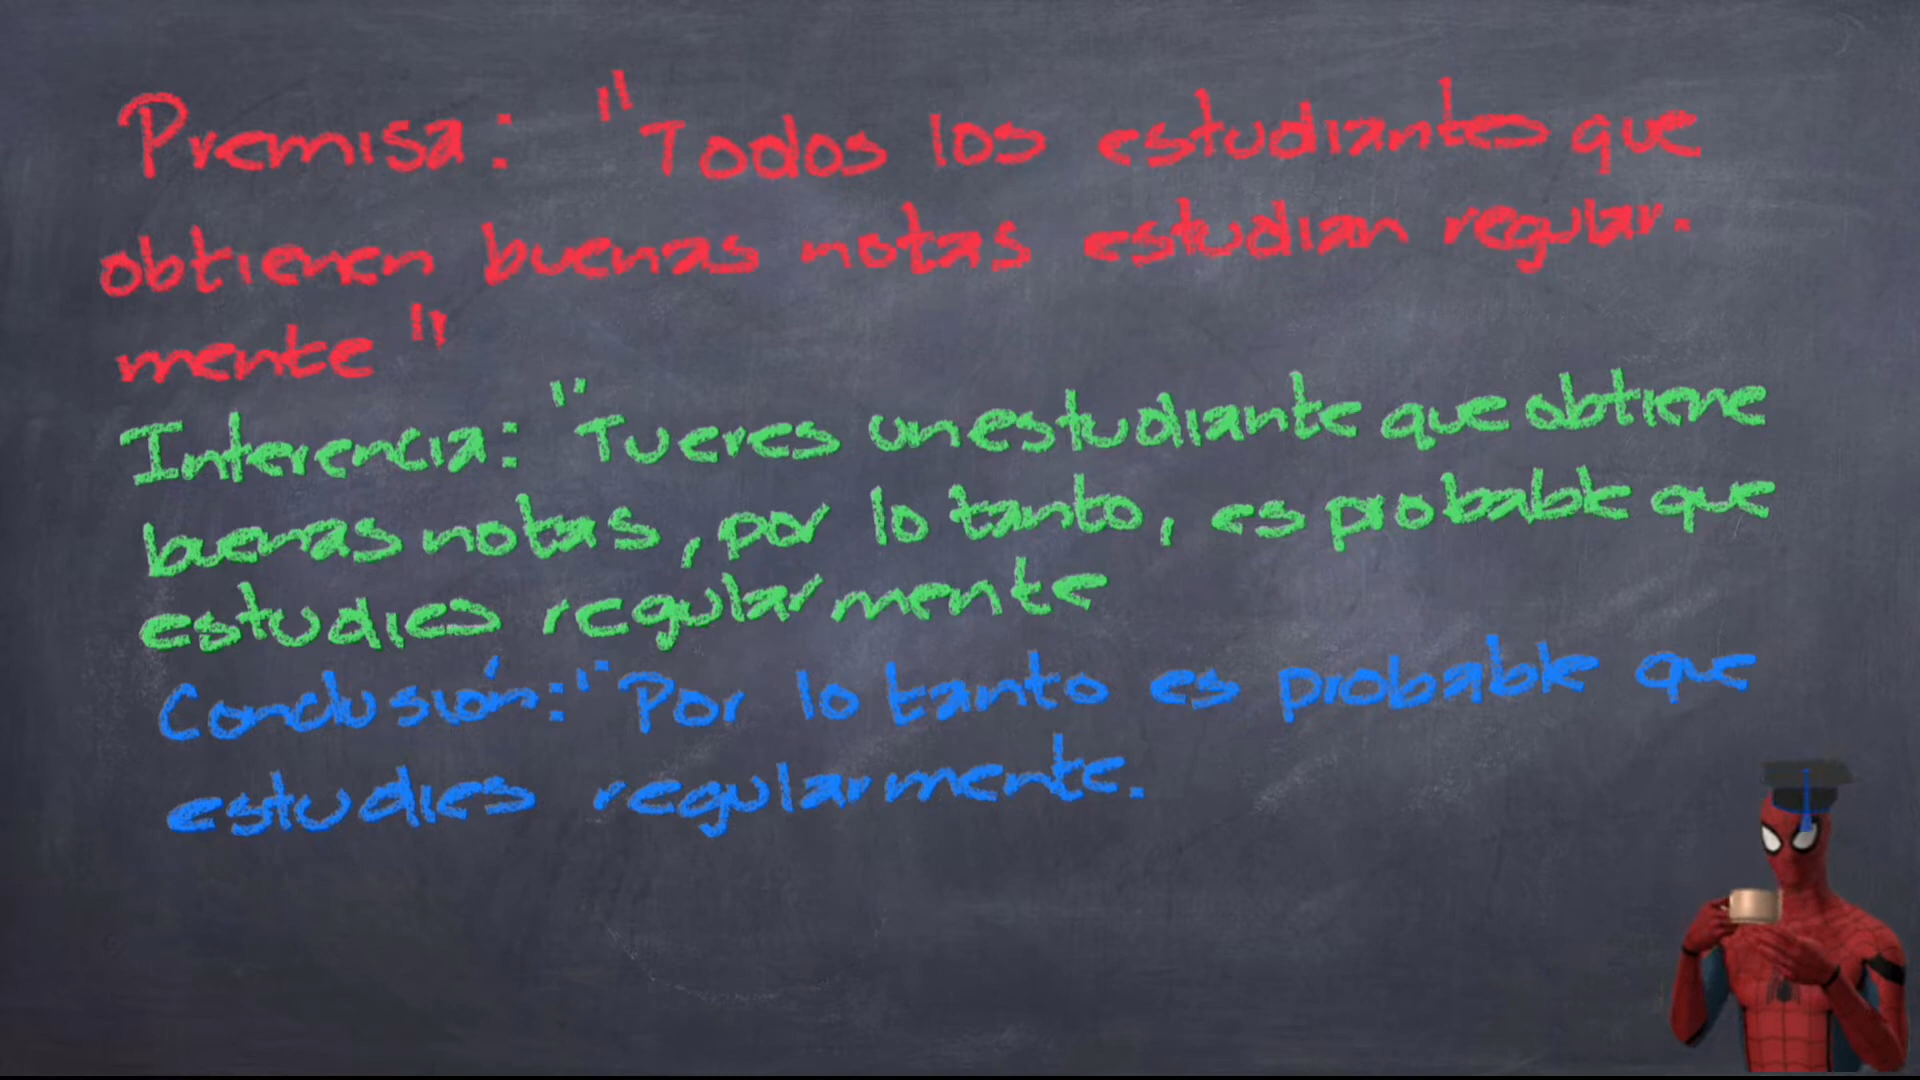 Premisa: "Todos los estudiantes que
obtienen buenas notas estudian regular-
mente"
Inferencia: "Tu eres un estudiante que obtiene
buenas notas, por lo tanto, es probable que
estudies regularmente
Conclusión: "Por lo tanto es probable que
estudies regularmente.